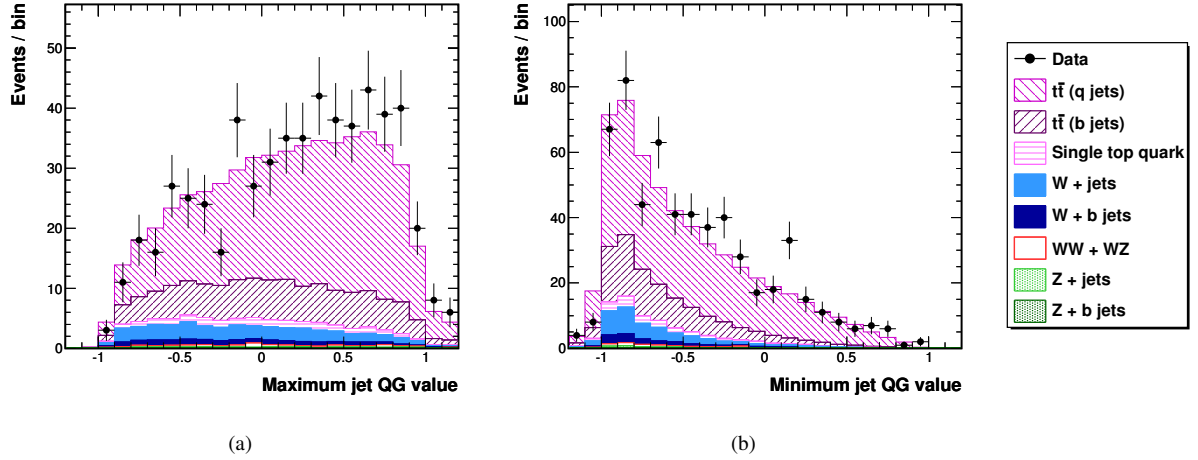 Events / bin
50
40
30
20
10
0
-1
-0.5
0
0.5
1
Maximum jet QG value
(a)
Events / bin
100
80
60
40
20
0
-1
-0.5
0
0.5
1
Minimum jet QG value
(b)
Data
tt̄ (q jets)
tt̄ (b jets)
Single top quark
W + jets
W + b jets
WW + WZ
Z + jets
Z + b jets